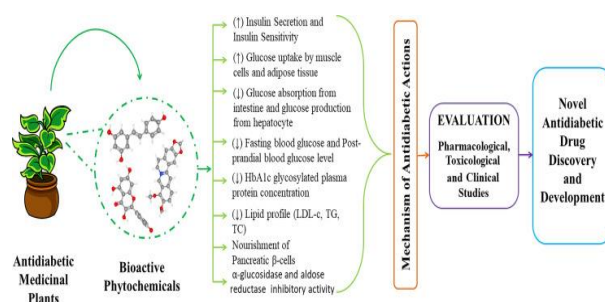 Antidiabetic
Medicinal
Plants
Bioactive
Phytochemicals
(↑) Insulin Secretion and
Insulin Sensitivity
(↑) Glucose uptake by muscle
cells and adipose tissue
(↓) Glucose absorption from
intestine and glucose production
from hepatocyte
(↓) Fasting blood glucose and Post-
prandial blood glucose level
(↓) HbA1c glycosylated plasma
protein concentration
(↓) Lipid profile (LDL-c, TG,
TC)
Nourishment of
Pancreatic β-cells
α-glucosidase and aldose
reductase inhibitory activity
Mechanism of Antidiabetic Actions
EVALUATION
Pharmacological,
Toxicological
and Clinical
Studies
Novel
Antidiabetic
Drug
Discovery
and
Development